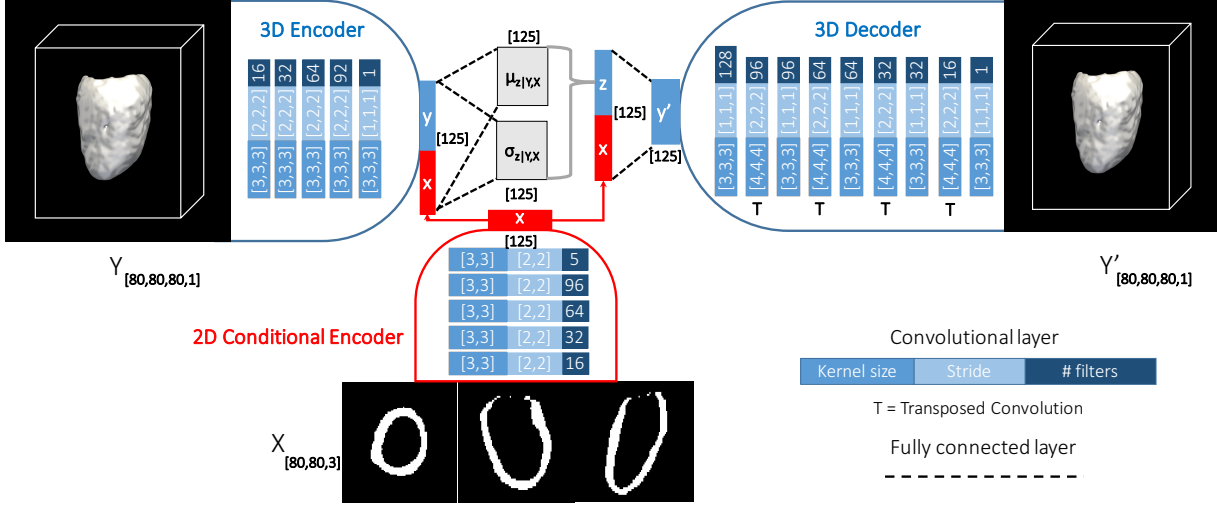 3D Encoder
16 32 64 92 1
[2,2,2] [2,2,2] [2,2,2] [2,2,2] [1,1,1]
[3,3,3] [3,3,3] [3,3,3] [3,3,3] [3,3,3]
Y[80,80,80,1]
y
x
[125]
[125]
μz|Y,X
σz|Y,X
[125]
z
x
[125]
y’
[125]
x
[125]
3D Decoder
128 96 96 64 64 32 32 16 1
[1,1,1] [2,2,2] [1,1,1] [2,2,2] [1,1,1] [2,2,2] [1,1,1] [2,2,2] [1,1,1]
[3,3,3] [4,4,4] [3,3,3] [4,4,4] [3,3,3] [4,4,4] [3,3,3] [4,4,4] [3,3,3]
T T T T
Y’[80,80,80,1]
2D Conditional Encoder
[3,3] [2,2] 5
[3,3] [2,2] 96
[3,3] [2,2] 64
[3,3] [2,2] 32
[3,3] [2,2] 16
X[80,80,3]
Convolutional layer
Kernel size Stride # filters
T = Transposed Convolution
Fully connected layer